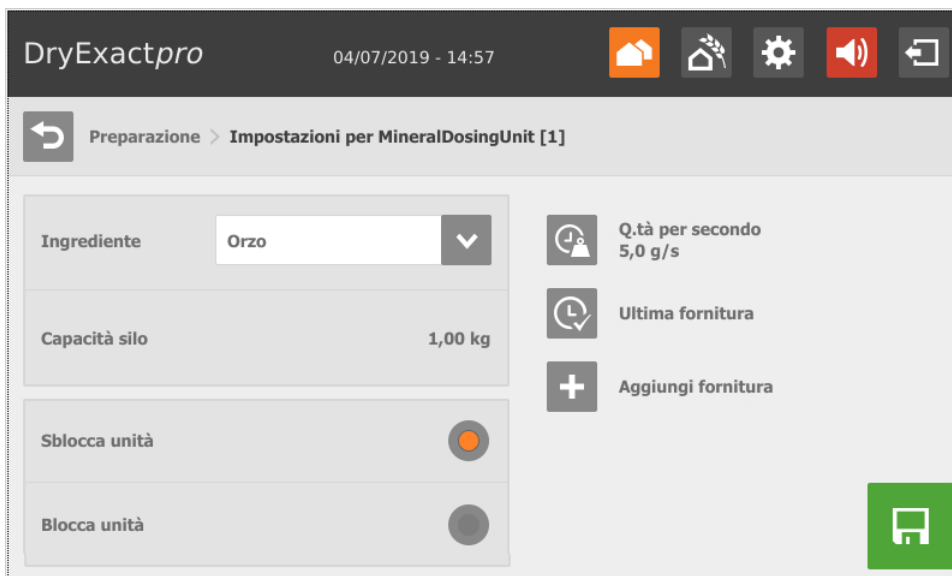 DryExactpro 04/07/2019 - 14:57
Preparazione > Impostazioni per MineralDosingUnit [1]
Ingrediente Orzo
Capacità silo 1,00 kg
Sblocca unità
Blocca unità
Q.tà per secondo
5,0 g/s
Ultima fornitura
Aggiungi fornitura